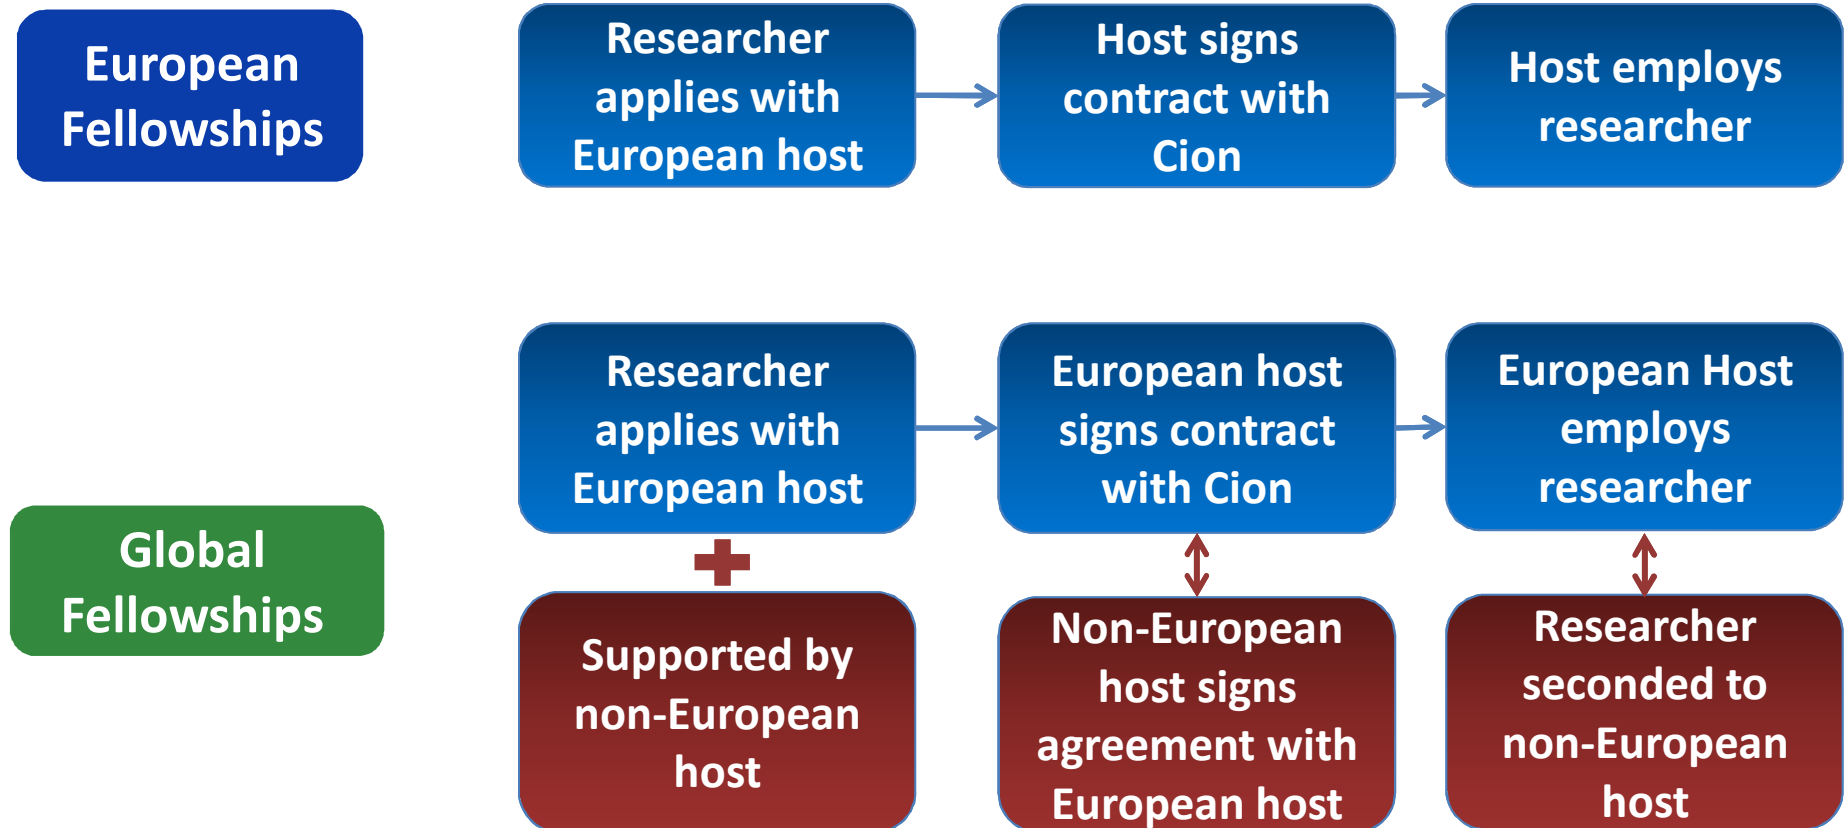 European
Fellowships
Researcher
applies with
European host
Host signs
contract with
Cion
Host employs
researcher
Global
Fellowships
Researcher
applies with
European host
European host
signs contract
with Cion
European Host
employs
researcher
Supported by
non-European
host
Non-European
host signs
agreement with
European host
Researcher
seconded to
non-European
host